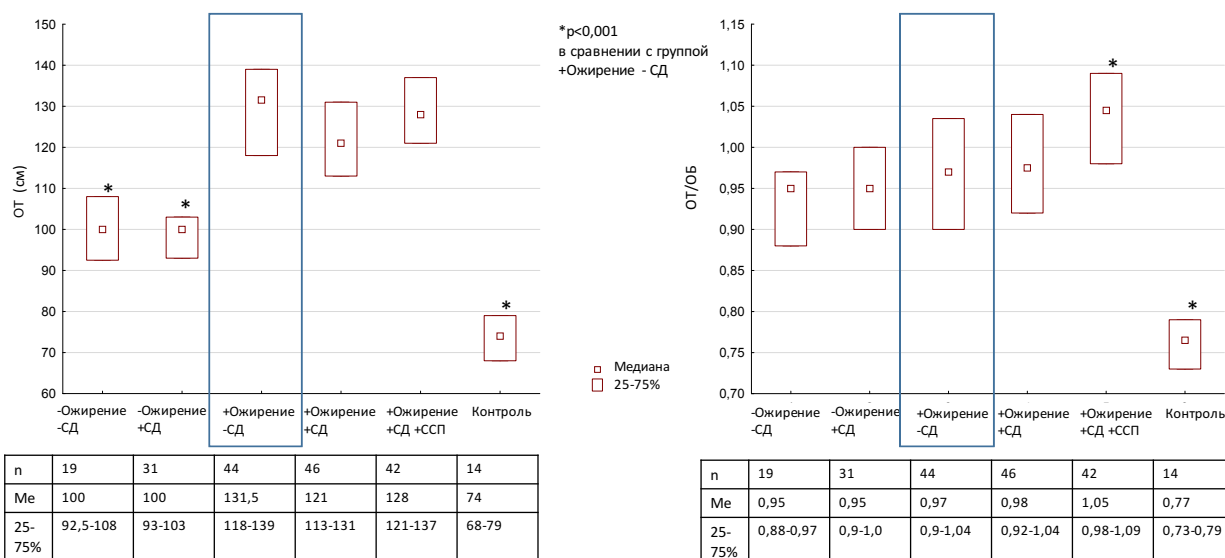 150
140
130
120
110
100
90
80
70
60
ОТ (см)
*
*
*
-Ожирение -СД
-Ожирение +СД
+Ожирение -СД
+Ожирение +СД
+Ожирение +СД +ССП
Контроль
*p<0,001
в сравнении с группой
+Ожирение - СД
Медиана
25-75%
n 19 31 44 46 42 14
Me 100 100 131,5 121 128 74
25-75% 92,5-108 93-103 118-139 113-131 121-137 68-79
1,15
1,10
1,05
1,00
0,95
0,90
0,85
0,80
0,75
0,70
ОТ/ОБ
*
*
-Ожирение -СД
-Ожирение +СД
+Ожирение -СД
+Ожирение +СД
+Ожирение +СД +ССП
Контроль
n 19 31 44 46 42 14
Me 0,95 0,95 0,97 0,98 1,05 0,77
25-75% 0,88-0,97 0,9-1,0 0,9-1,04 0,92-1,04 0,98-1,09 0,73-0,79